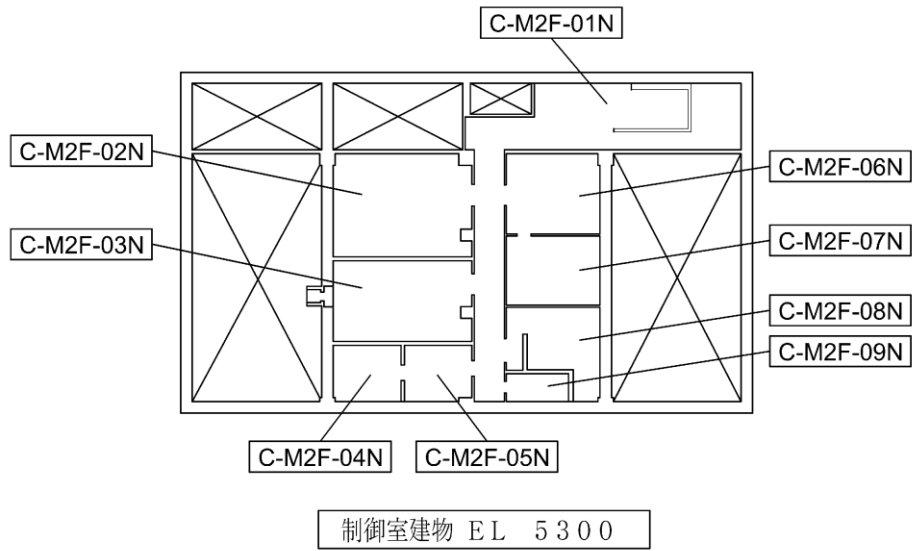 C-M2F-01N
C-M2F-02N
C-M2F-06N
C-M2F-03N
C-M2F-07N
C-M2F-08N
C-M2F-09N
C-M2F-04N
C-M2F-05N
制御室建物 ＥＬ ５３００